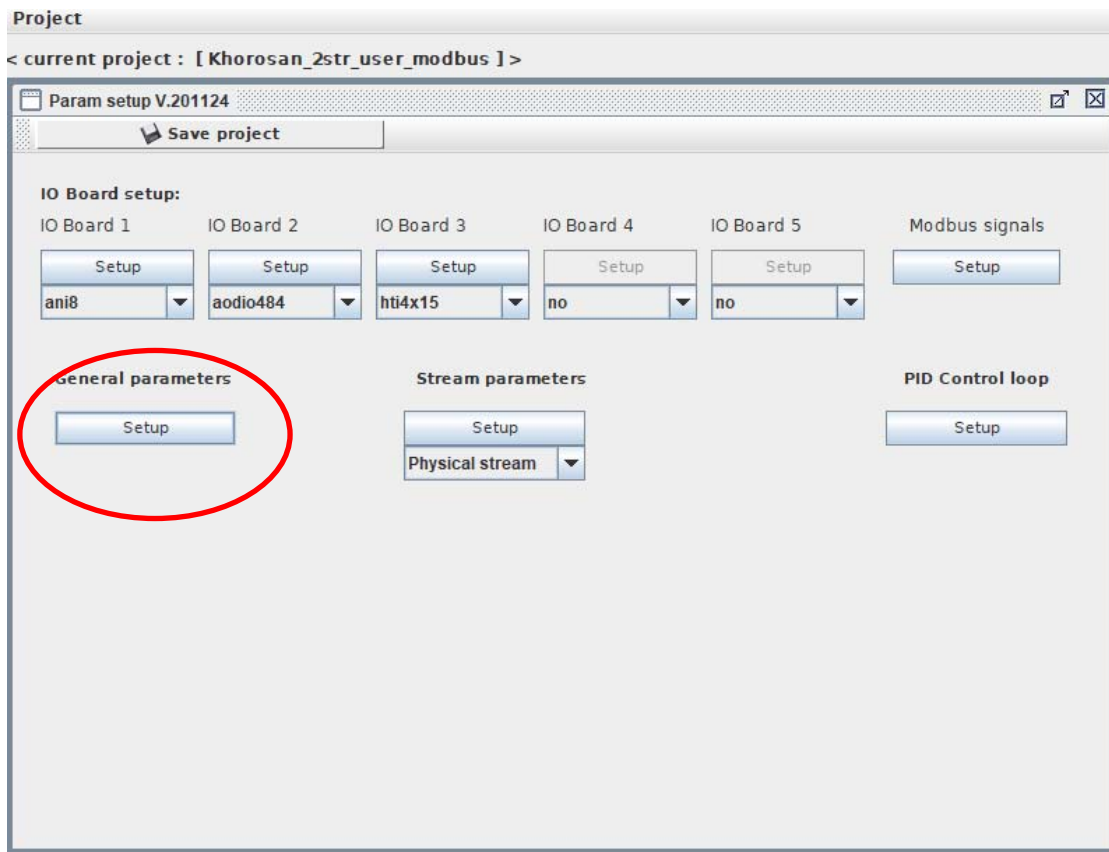 Project
< current project : [ Khorosan_2str_user_modbus ] >
Param setup V.201124
Save project
IO Board setup:
IO Board 1 IO Board 2 IO Board 3 IO Board 4 IO Board 5 Modbus signals
Setup Setup Setup Setup Setup Setup
ani8 aodio484 hti4x15 no no
General parameters Stream parameters PID Control loop
Setup Setup Setup
Physical stream